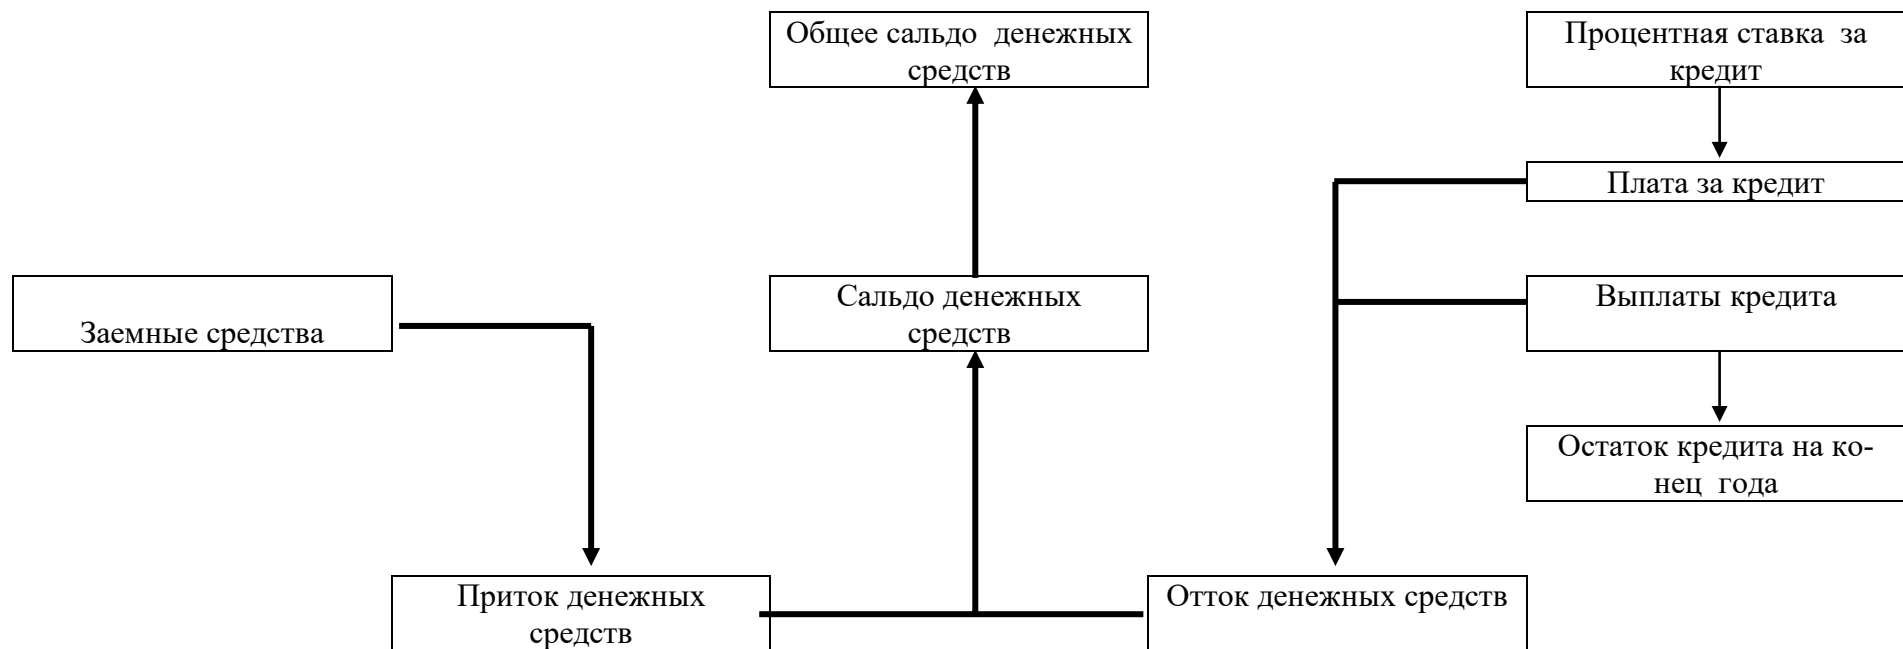 Общее сальдо  денежных
средств
Процентная ставка  за
кредит
Плата за кредит
Заемные средства
Сальдо денежных
средств
Выплаты кредита
Остаток кредита на ко-
нец  года
Приток денежных
средств
Отток денежных средств